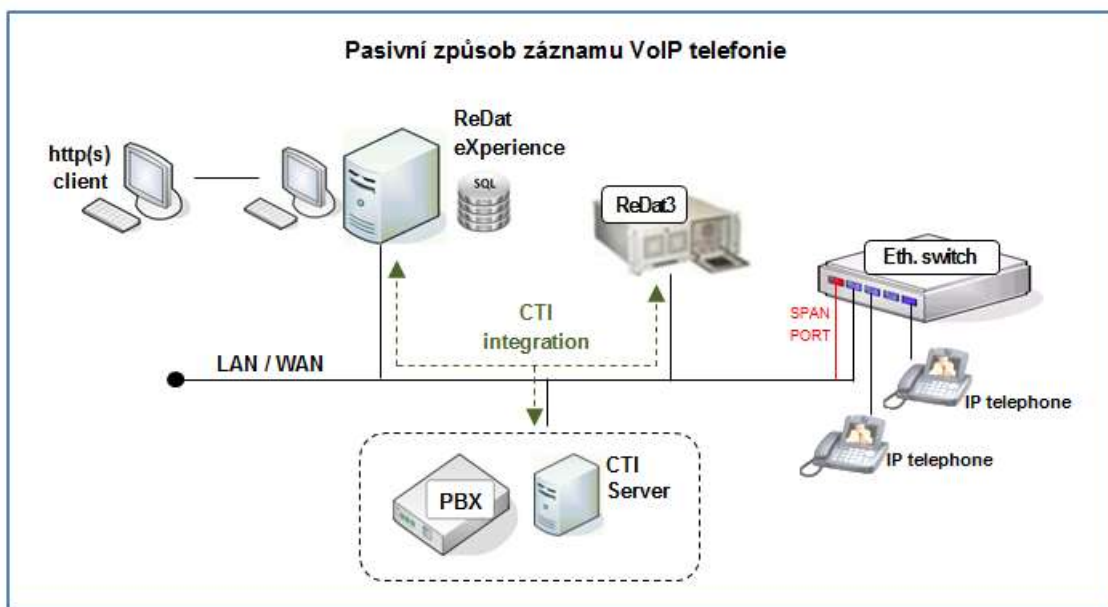 Pasivní způsob záznamu VoIP telefonie
http(s)
client
ReDat
eXperience
SQL
ReDat3
Eth. switch
SPAN
PORT
CTI
integration
LAN / WAN
IP telephone
IP telephone
PBX
CTI
Server